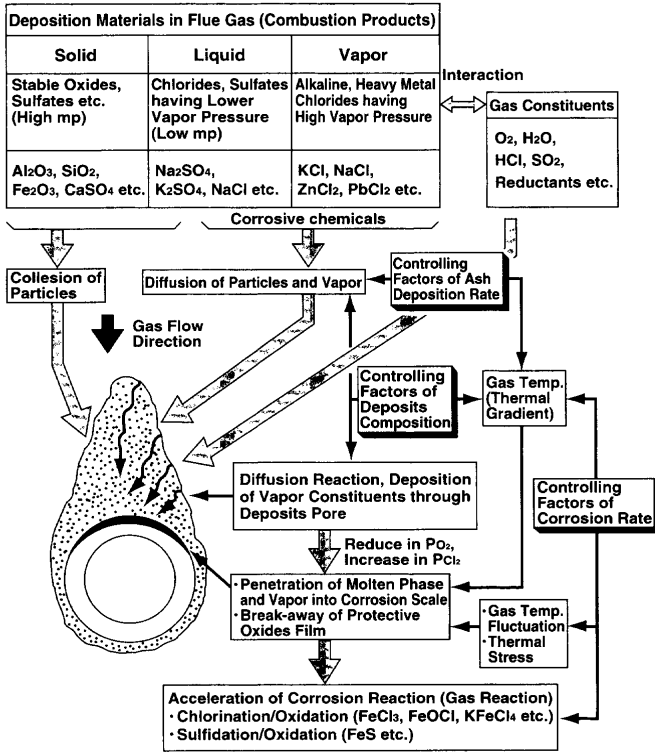 Deposition Materials in Flue Gas (Combustion Products)
Solid
Liquid
Vapor
Stable Oxides,
Sulfates etc.
(High mp)
Chlorides, Sulfates
having Lower
Vapor Pressure
(Low mp)
Alkaline, Heavy Metal
Chlorides having
High Vapor Pressure
Al2O3, SiO2,
Fe2O3, CaSO4 etc.
Na2SO4,
K2SO4, NaCl etc.
KCl, NaCl,
ZnCl2, PbCl2 etc.
Interaction
Gas Constituents
O2, H2O,
HCl, SO2,
Reductants etc.
Corrosive chemicals
Collesion of
Particles
Diffusion of Particles and Vapor
Controlling
Factors of Ash
Deposition Rate
Gas Flow
Direction
Controlling
Factors of
Deposits
Composition
Gas Temp.
(Thermal
Gradient)
Diffusion Reaction, Deposition
of Vapor Constituents through
Deposits Pore
Controlling
Factors of
Corrosion Rate
Reduce in PO2,
Increase in PCl2
·Penetration of Molten Phase
and Vapor into Corrosion Scale
·Break-away of Protective
Oxides Film
·Gas Temp.
Fluctuation
·Thermal
Stress
Acceleration of Corrosion Reaction (Gas Reaction)
·Chlorination/Oxidation (FeCl3, FeOCl, KFeCl4 etc.)
·Sulfidation/Oxidation (FeS etc.)